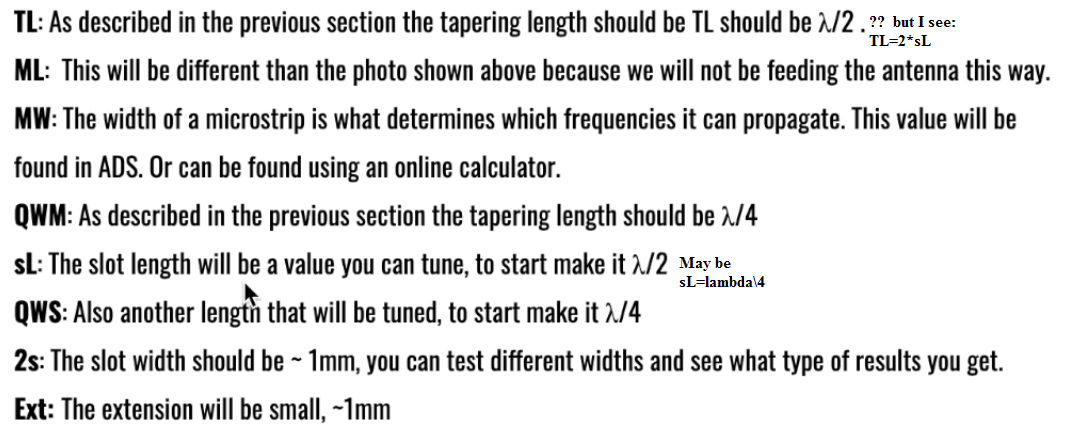 TL: As described in the previous section the tapering length should be TL should be λ/2 . ?? but I see:
TL=2*sL
ML: This will be different than the photo shown above because we will not be feeding the antenna this way.
MW: The width of a microstrip is what determines which frequencies it can propagate. This value will be
found in ADS. Or can be found using an online calculator.
QWM: As described in the previous section the tapering length should be λ/4
sL: The slot length will be a value you can tune, to start make it λ/2 May be
sL=lambda\4
QWS: Also another length that will be tuned, to start make it λ/4
2s: The slot width should be ~ 1mm, you can test different widths and see what type of results you get.
Ext: The extension will be small, ~1mm